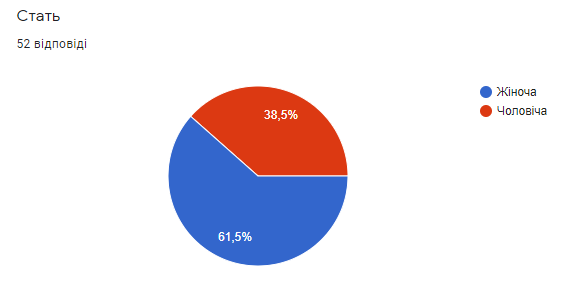 Стать
52 відповіді
Жіноча
Чоловіча
38,5%
61,5%